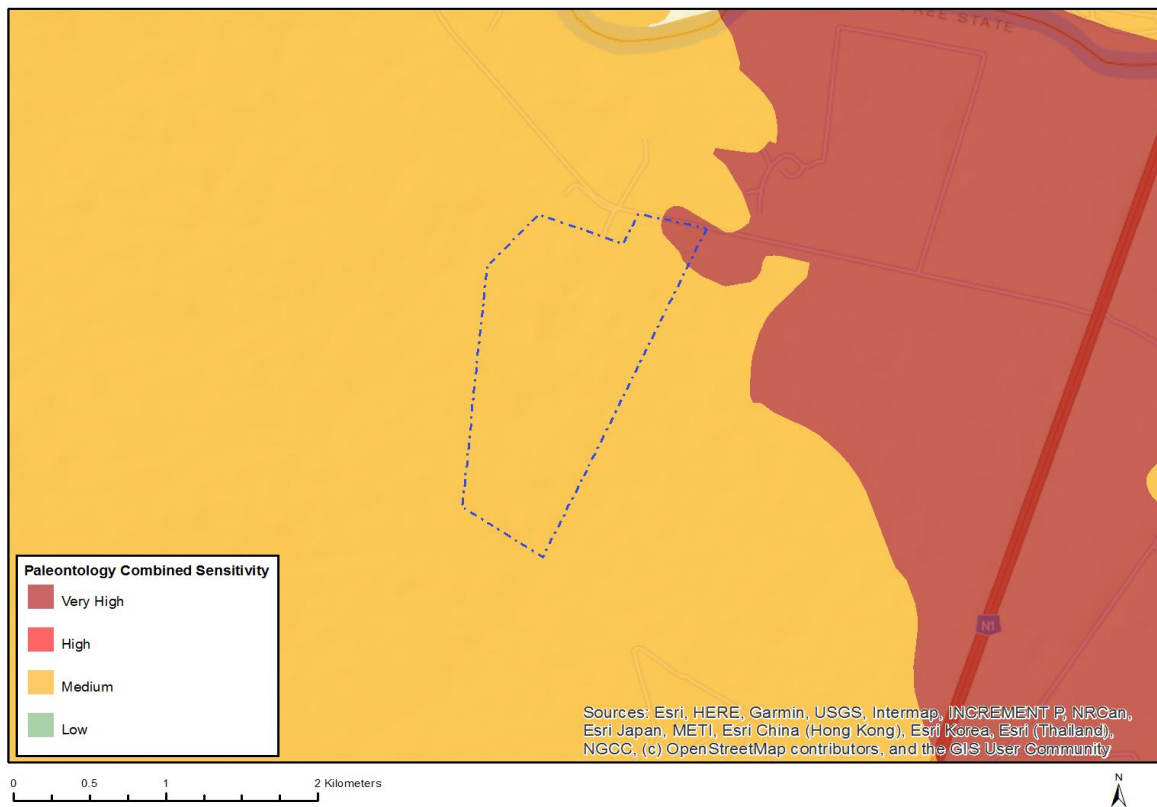 FREE STATE
N1
Paleontology Combined Sensitivity
Very High
High
Medium
Low
Sources: Esri, HERE, Garmin, USGS, Intermap, INCREMENT P, NRCan,
Esri Japan, METI, Esri China (Hong Kong), Esri Korea, Esri (Thailand),
NGCC, (c) OpenStreetMap contributors, and the GIS User Community
0 0.5 1 2 Kilometers
N